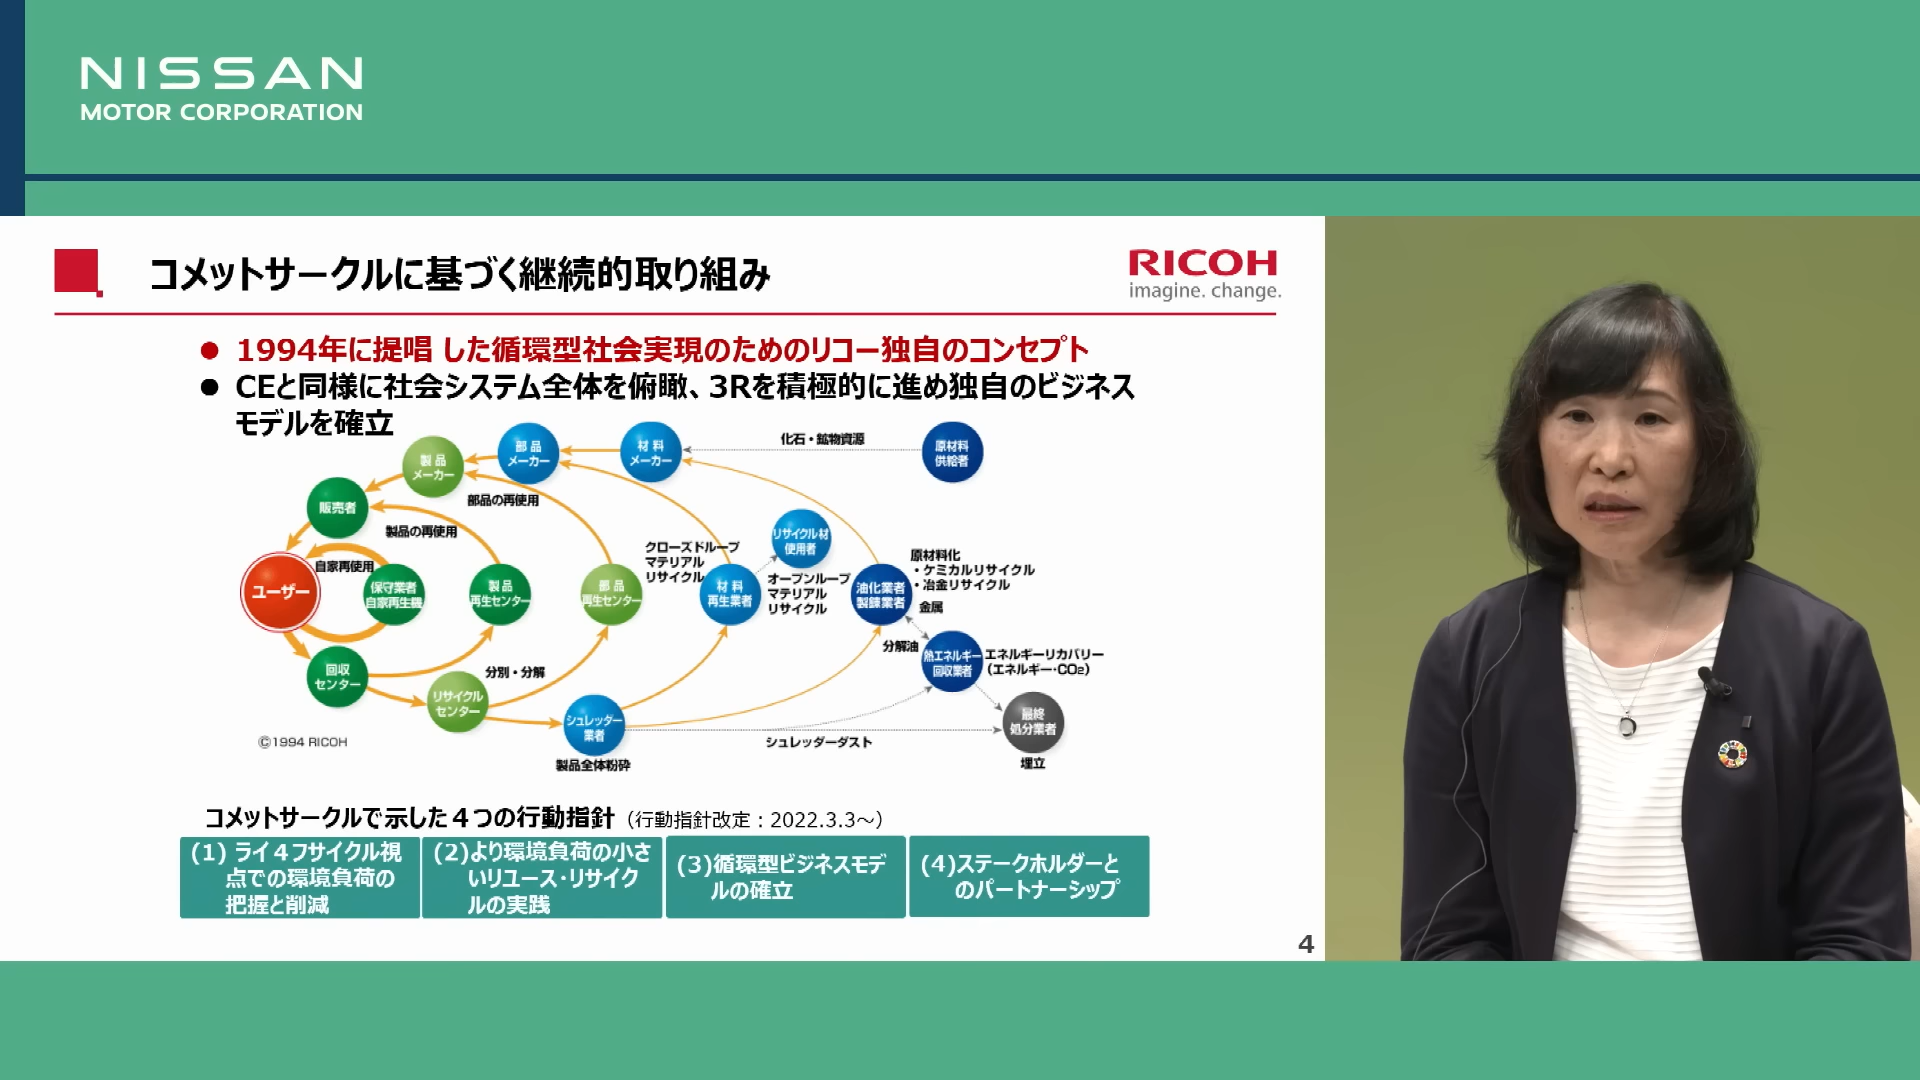 NISSAN
MOTOR CORPORATION
コメットサークルに基づく継続的取り組み
RICOH
imagine. change.
● 1994年に提唱 した循環型社会実現のためのリコー独自のコンセプト
● CEと同様に社会システム全体を俯瞰、3Rを積極的に進め独自のビジネス
モデルを確立
製品
メーカー
部品
メーカー
材料
メーカー
化石・鉱物資源
原材料
供給者
販売者
部品の再使用
製品の再使用
リサイクル材
使用者
クローズドループ
マテリアル
リサイクル
原材料化
・ケミカルリサイクル
・冶金リサイクル
自家再使用
ユーザー
保守業者
自家再生機
製品
再生センター
部品
再生センター
材料
再生業者
オープンループ
マテリアル
リサイクル
油化業者
製錬業者
金属
分解油
熱エネルギー
回収業者
エネルギーリカバリー
（エネルギー・CO₂）
回収
センター
分別・分解
リサイクル
センター
シュレッダー
業者
最終
処分業者
シュレッダーダスト
©1994 RICOH
製品全体粉砕
埋立
コメットサークルで示した４つの行動指針（行動指針改定：2022.3.3～）
(1) ライ４フサイクル視
点での環境負荷の
把握と削減
(2)より環境負荷の小さ
いリユース・リサイク
ルの実践
(3)循環型ビジネスモデ
ルの確立
(4)ステークホルダーと
のパートナーシップ
4